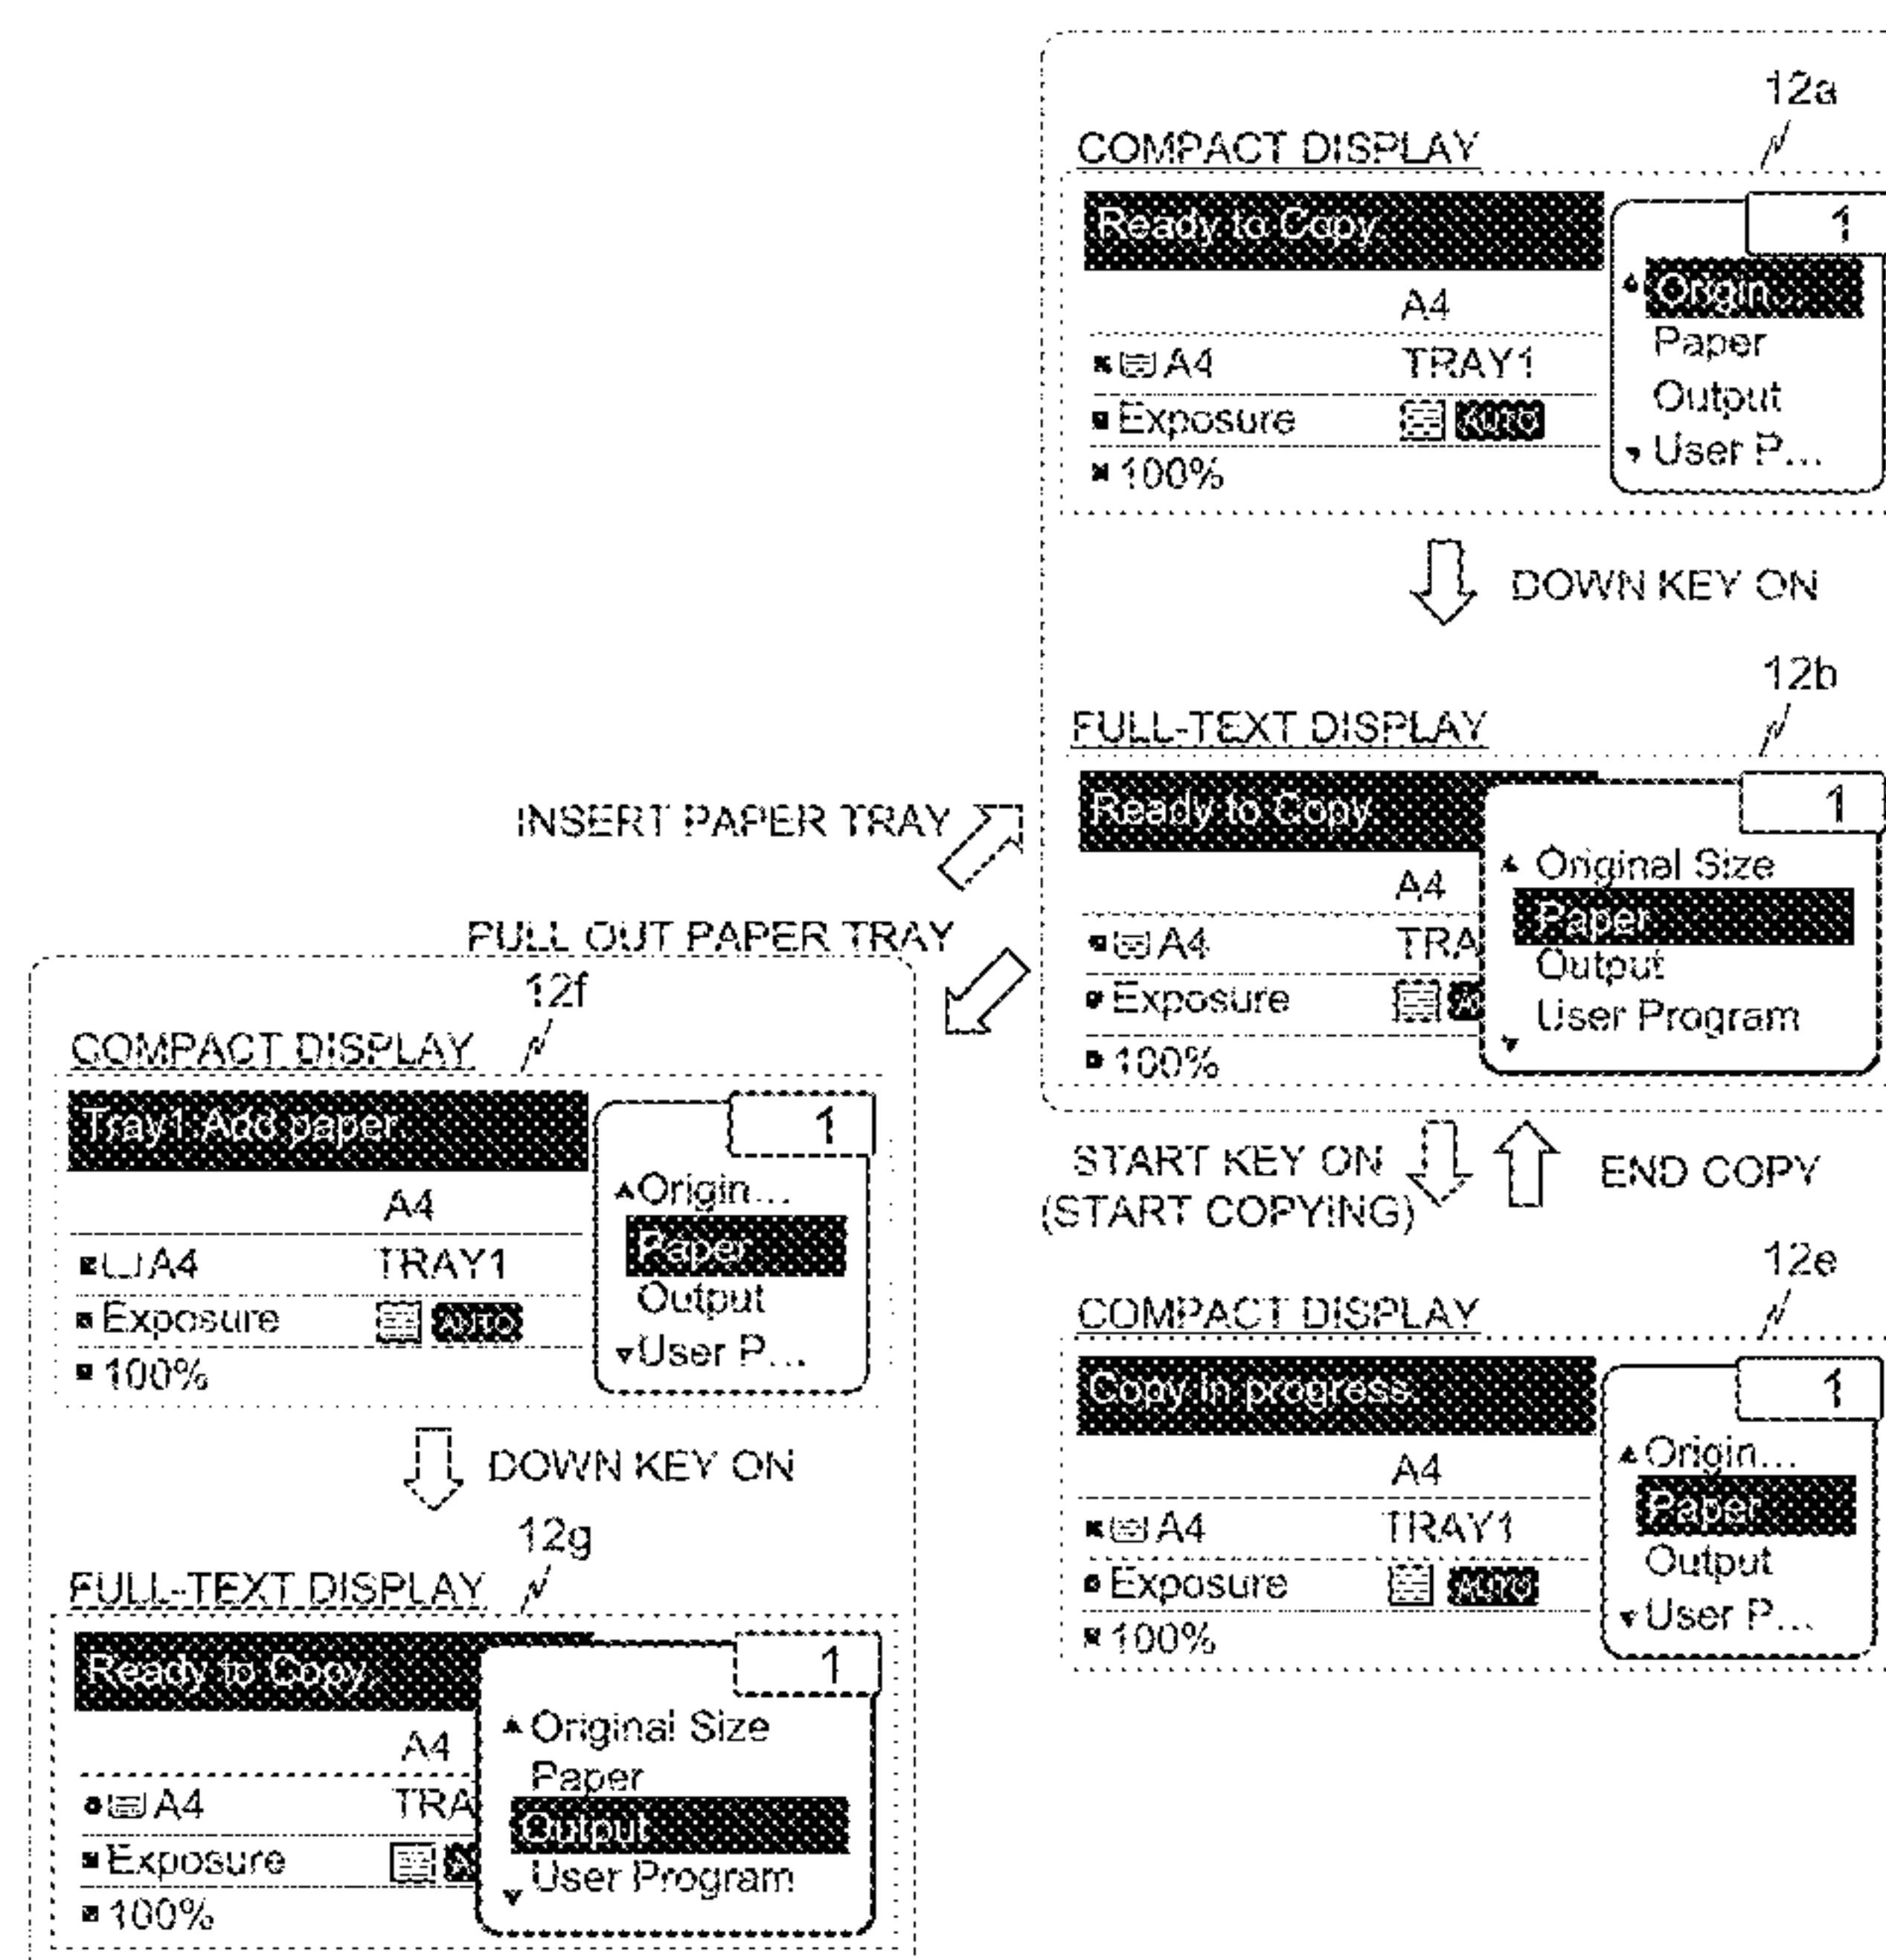 12a
COMPACT DISPLAY
Ready to Copy.
1
A4
Origin...
A4 TRAY1
Paper
Exposure AUTO
Output
100%
User P...
DOWN KEY ON
12b
FULL-TEXT DISPLAY
Ready to Copy.
1
A4
Original Size
A4 TRA
Paper
Exposure
Output
100%
User Program
INSERT PAPER TRAY
PULL OUT PAPER TRAY
START KEY ON
(START COPYING)
END COPY
12e
COMPACT DISPLAY
Copy in progress.
1
A4
Origin...
A4 TRAY1
Paper
Exposure AUTO
Output
100%
User P...
12f
COMPACT DISPLAY
Tray1:Add paper.
1
A4
Origin...
A4 TRAY1
Paper
Exposure AUTO
Output
100%
User P...
DOWN KEY ON
12g
FULL-TEXT DISPLAY
Ready to Copy.
1
A4
Original Size
A4 TRA
Paper
Exposure
Output
100%
User Program